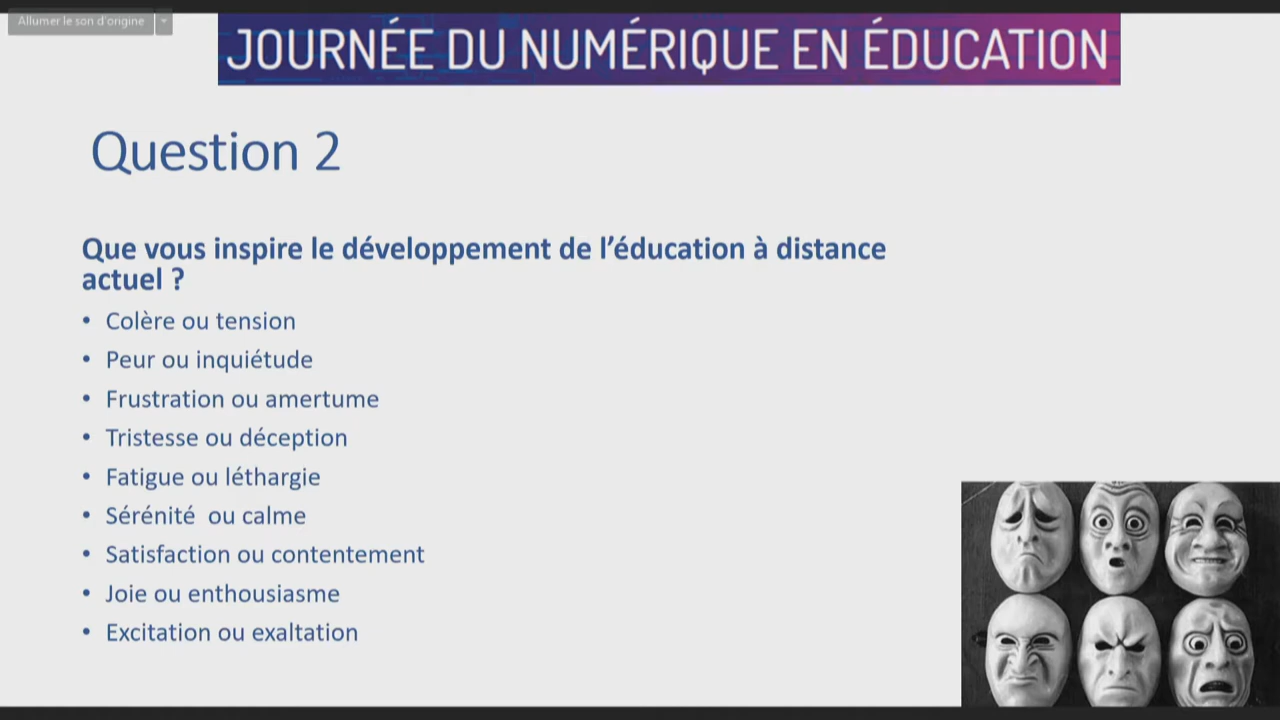 Allumer le son d'origine
JOURNÉE DU NUMÉRIQUE EN ÉDUCATION
Question 2
Que vous inspire le développement de l’éducation à distance
actuel ?
• Colère ou tension
• Peur ou inquiétude
• Frustration ou amertume
• Tristesse ou déception
• Fatigue ou léthargie
• Sérénité  ou calme
• Satisfaction ou contentement
• Joie ou enthousiasme
• Excitation ou exaltation